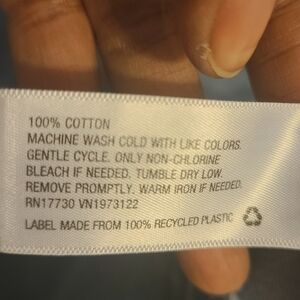 100% COTTON
MACHINE WASH COLD WITH LIKE COLORS.
GENTLE CYCLE. ONLY NON-CHLORINE
BLEACH IF NEEDED. TUMBLE DRY LOW.
REMOVE PROMPTLY. WARM IRON IF NEEDED.
RN17730 VN1973122
LABEL MADE FROM 100% RECYCLED PLASTIC